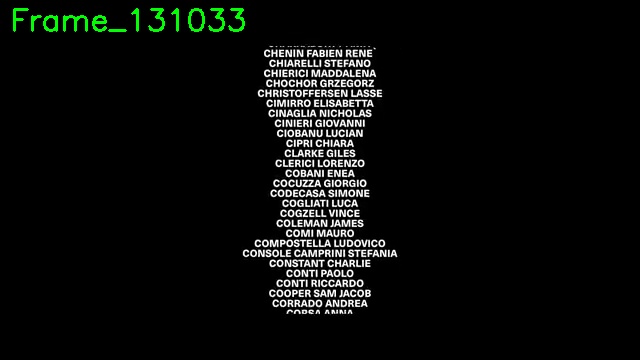 Frame_131033
CHENIN FABIEN RENE
CHIARELLI STEFANO
CHIERICI MADDALENA
CHOCHOR GRZEGORZ
CHRISTOFFERSEN LASSE
CIMIRRO ELISABETTA
CINAGLIA NICHOLAS
CINIERI GIOVANNI
CIOBANU LUCIAN
CIPRI CHIARA
CLARKE GILES
CLERICI LORENZO
COBANI ENEA
COCUZZA GIORGIO
CODECASA SIMONE
COGLIATI LUCA
COGZELL VINCE
COLEMAN JAMES
COMI MAURO
COMPOSTELLA LUDOVICO
CONSOLE CAMPRINI STEFANIA
CONSTANT CHARLIE
CONTI PAOLO
CONTI RICCARDO
COOPER SAM JACOB
CORRADO ANDREA
CORSA ANNA